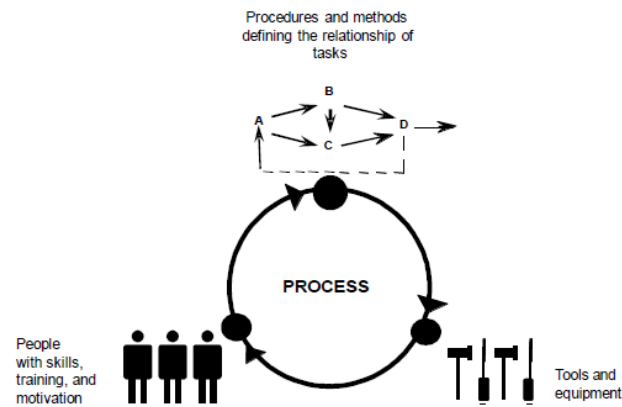 Procedures and methods
defining the relationship of
tasks
B
A
D
C
PROCESS
People
with skills,
training, and
motivation
Tools and
equipment